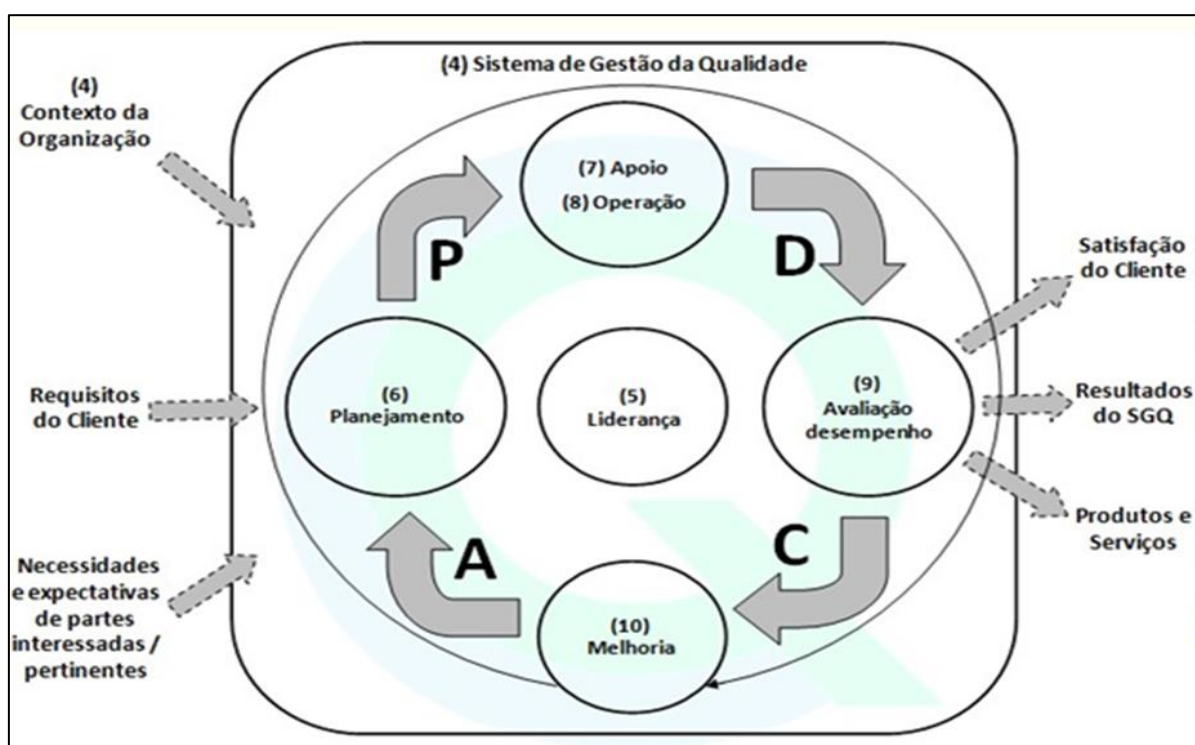 (4) Sistema de Gestão da Qualidade
(4)
Contexto da
Organização
(7) Apoio
(8) Operação
P
D
Satisfação
do Cliente
Requisitos
do Cliente
(6)
Planejamento
(5)
Liderança
(9)
Avaliação
desempenho
Resultados
do SGQ
Produtos e
Serviços
A
C
Necessidades
e expectativas
de partes
interessadas /
pertinentes
(10)
Melhoria